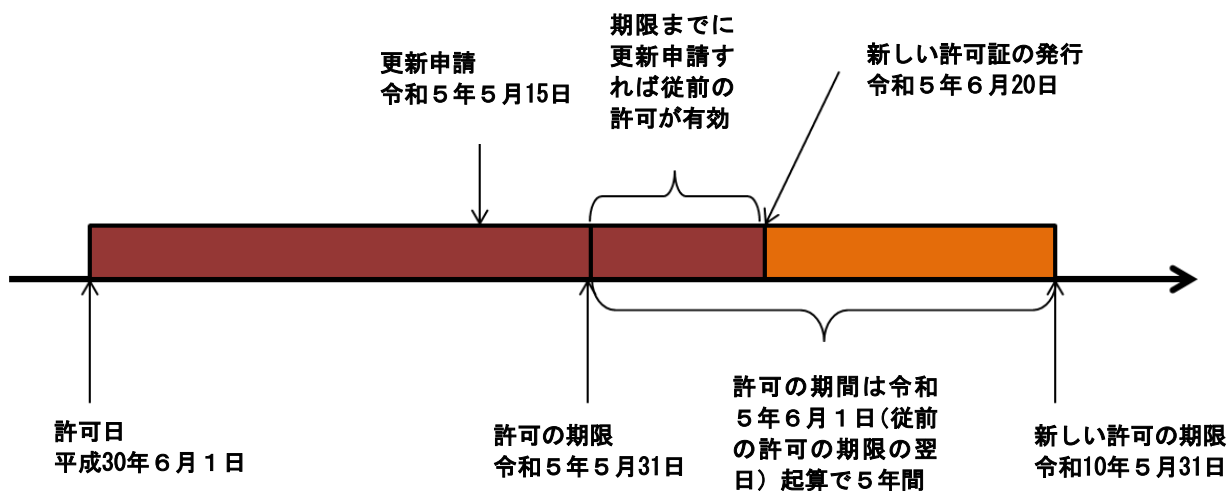 更新申請
令和５年５月15日
期限までに
更新申請す
れば従前の
許可が有効
新しい許可証の発行
令和５年６月20日
許可日
平成30年６月１日
許可の期限
令和５年５月31日
許可の期間は令和
５年６月１日（従前
の許可の期限の翌
日）起算で５年間
新しい許可の期限
令和10年５月31日